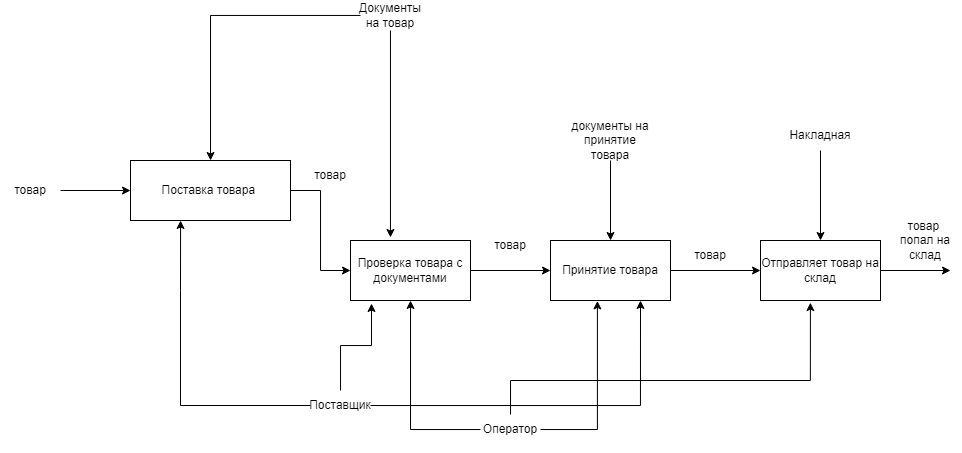 Документы
на товар
документы на
принятие
товара
Накладная
товар
Поставка товара
товар
товар
попал на
склад
Проверка товара с
документами
товар
Принятие товара
товар
Отправляет товар на
склад
Поставщик
Оператор